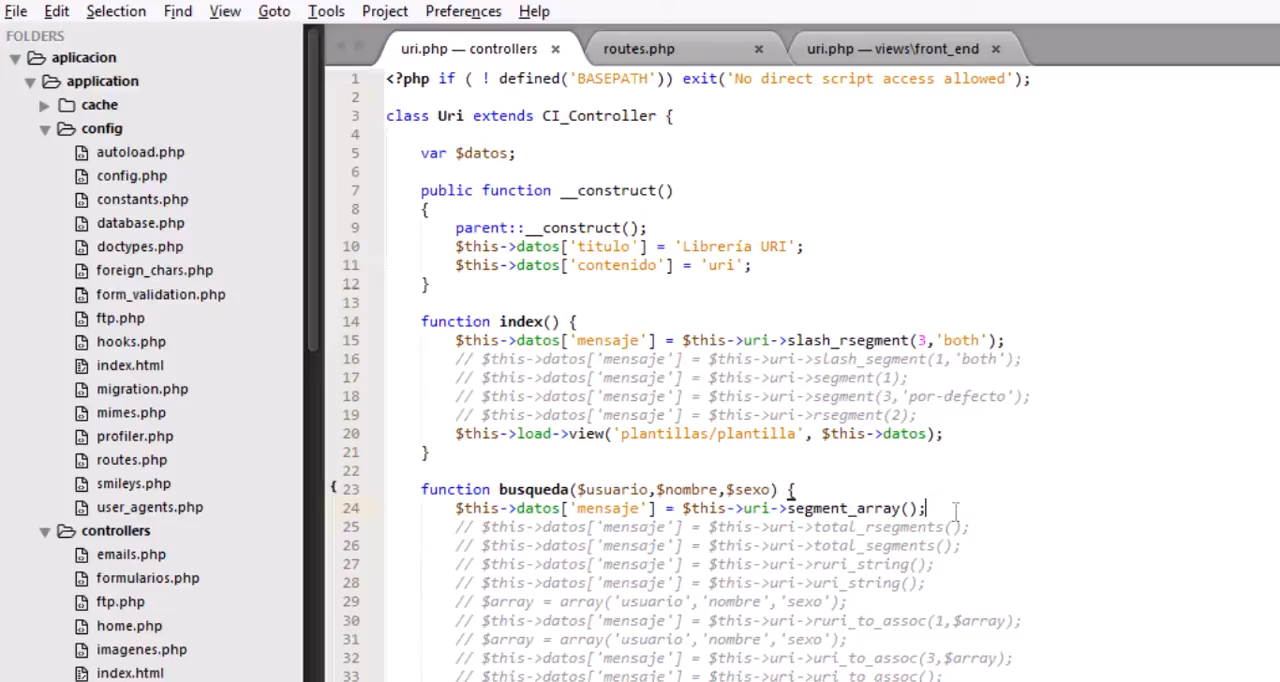 File Edit Selection Find View Goto Tools Project Preferences Help
FOLDERS
aplicacion
application
cache
config
autoload.php
config.php
constants.php
database.php
doctypes.php
foreign_chars.php
form_validation.php
ftp.php
hooks.php
index.html
migration.php
mimes.php
profiler.php
routes.php
smileys.php
user_agents.php
controllers
emails.php
formularios.php
ftp.php
home.php
imagenes.php
index.html
uri.php — controllers × routes.php × uri.php — views\front_end ×
1 <?php if ( ! defined('BASEPATH')) exit('No direct script access allowed');
2
3 class Uri extends CI_Controller {
4
5 var $datos;
6
7 public function __construct()
8 {
9 parent::__construct();
10 $this->datos['titulo'] = 'Librería URI';
11 $this->datos['contenido'] = 'uri';
12 }
13
14 function index() {
15 $this->datos['mensaje'] = $this->uri->slash_rsegment(3,'both');
16 // $this->datos['mensaje'] = $this->uri->slash_segment(1,'both');
17 // $this->datos['mensaje'] = $this->uri->segment(1);
18 // $this->datos['mensaje'] = $this->uri->segment(3,'por-defecto');
19 // $this->datos['mensaje'] = $this->uri->rsegment(2);
20 $this->load->view('plantillas/plantilla', $this->datos);
21 }
22
{ 23 function busqueda($usuario,$nombre,$sexo) {
24 $this->datos['mensaje'] = $this->uri->segment_array();
25 // $this->datos['mensaje'] = $this->uri->total_rsegments();
26 // $this->datos['mensaje'] = $this->uri->total_segments();
27 // $this->datos['mensaje'] = $this->uri->ruri_string();
28 // $this->datos['mensaje'] = $this->uri->uri_string();
29 // $array = array('usuario','nombre','sexo');
30 // $this->datos['mensaje'] = $this->uri->ruri_to_assoc(1,$array);
31 // $array = array('usuario','nombre','sexo');
32 // $this->datos['mensaje'] = $this->uri->uri_to_assoc(3,$array);
33 // $this->datos['mensaje'] = $this->uri->uri_to_assoc();